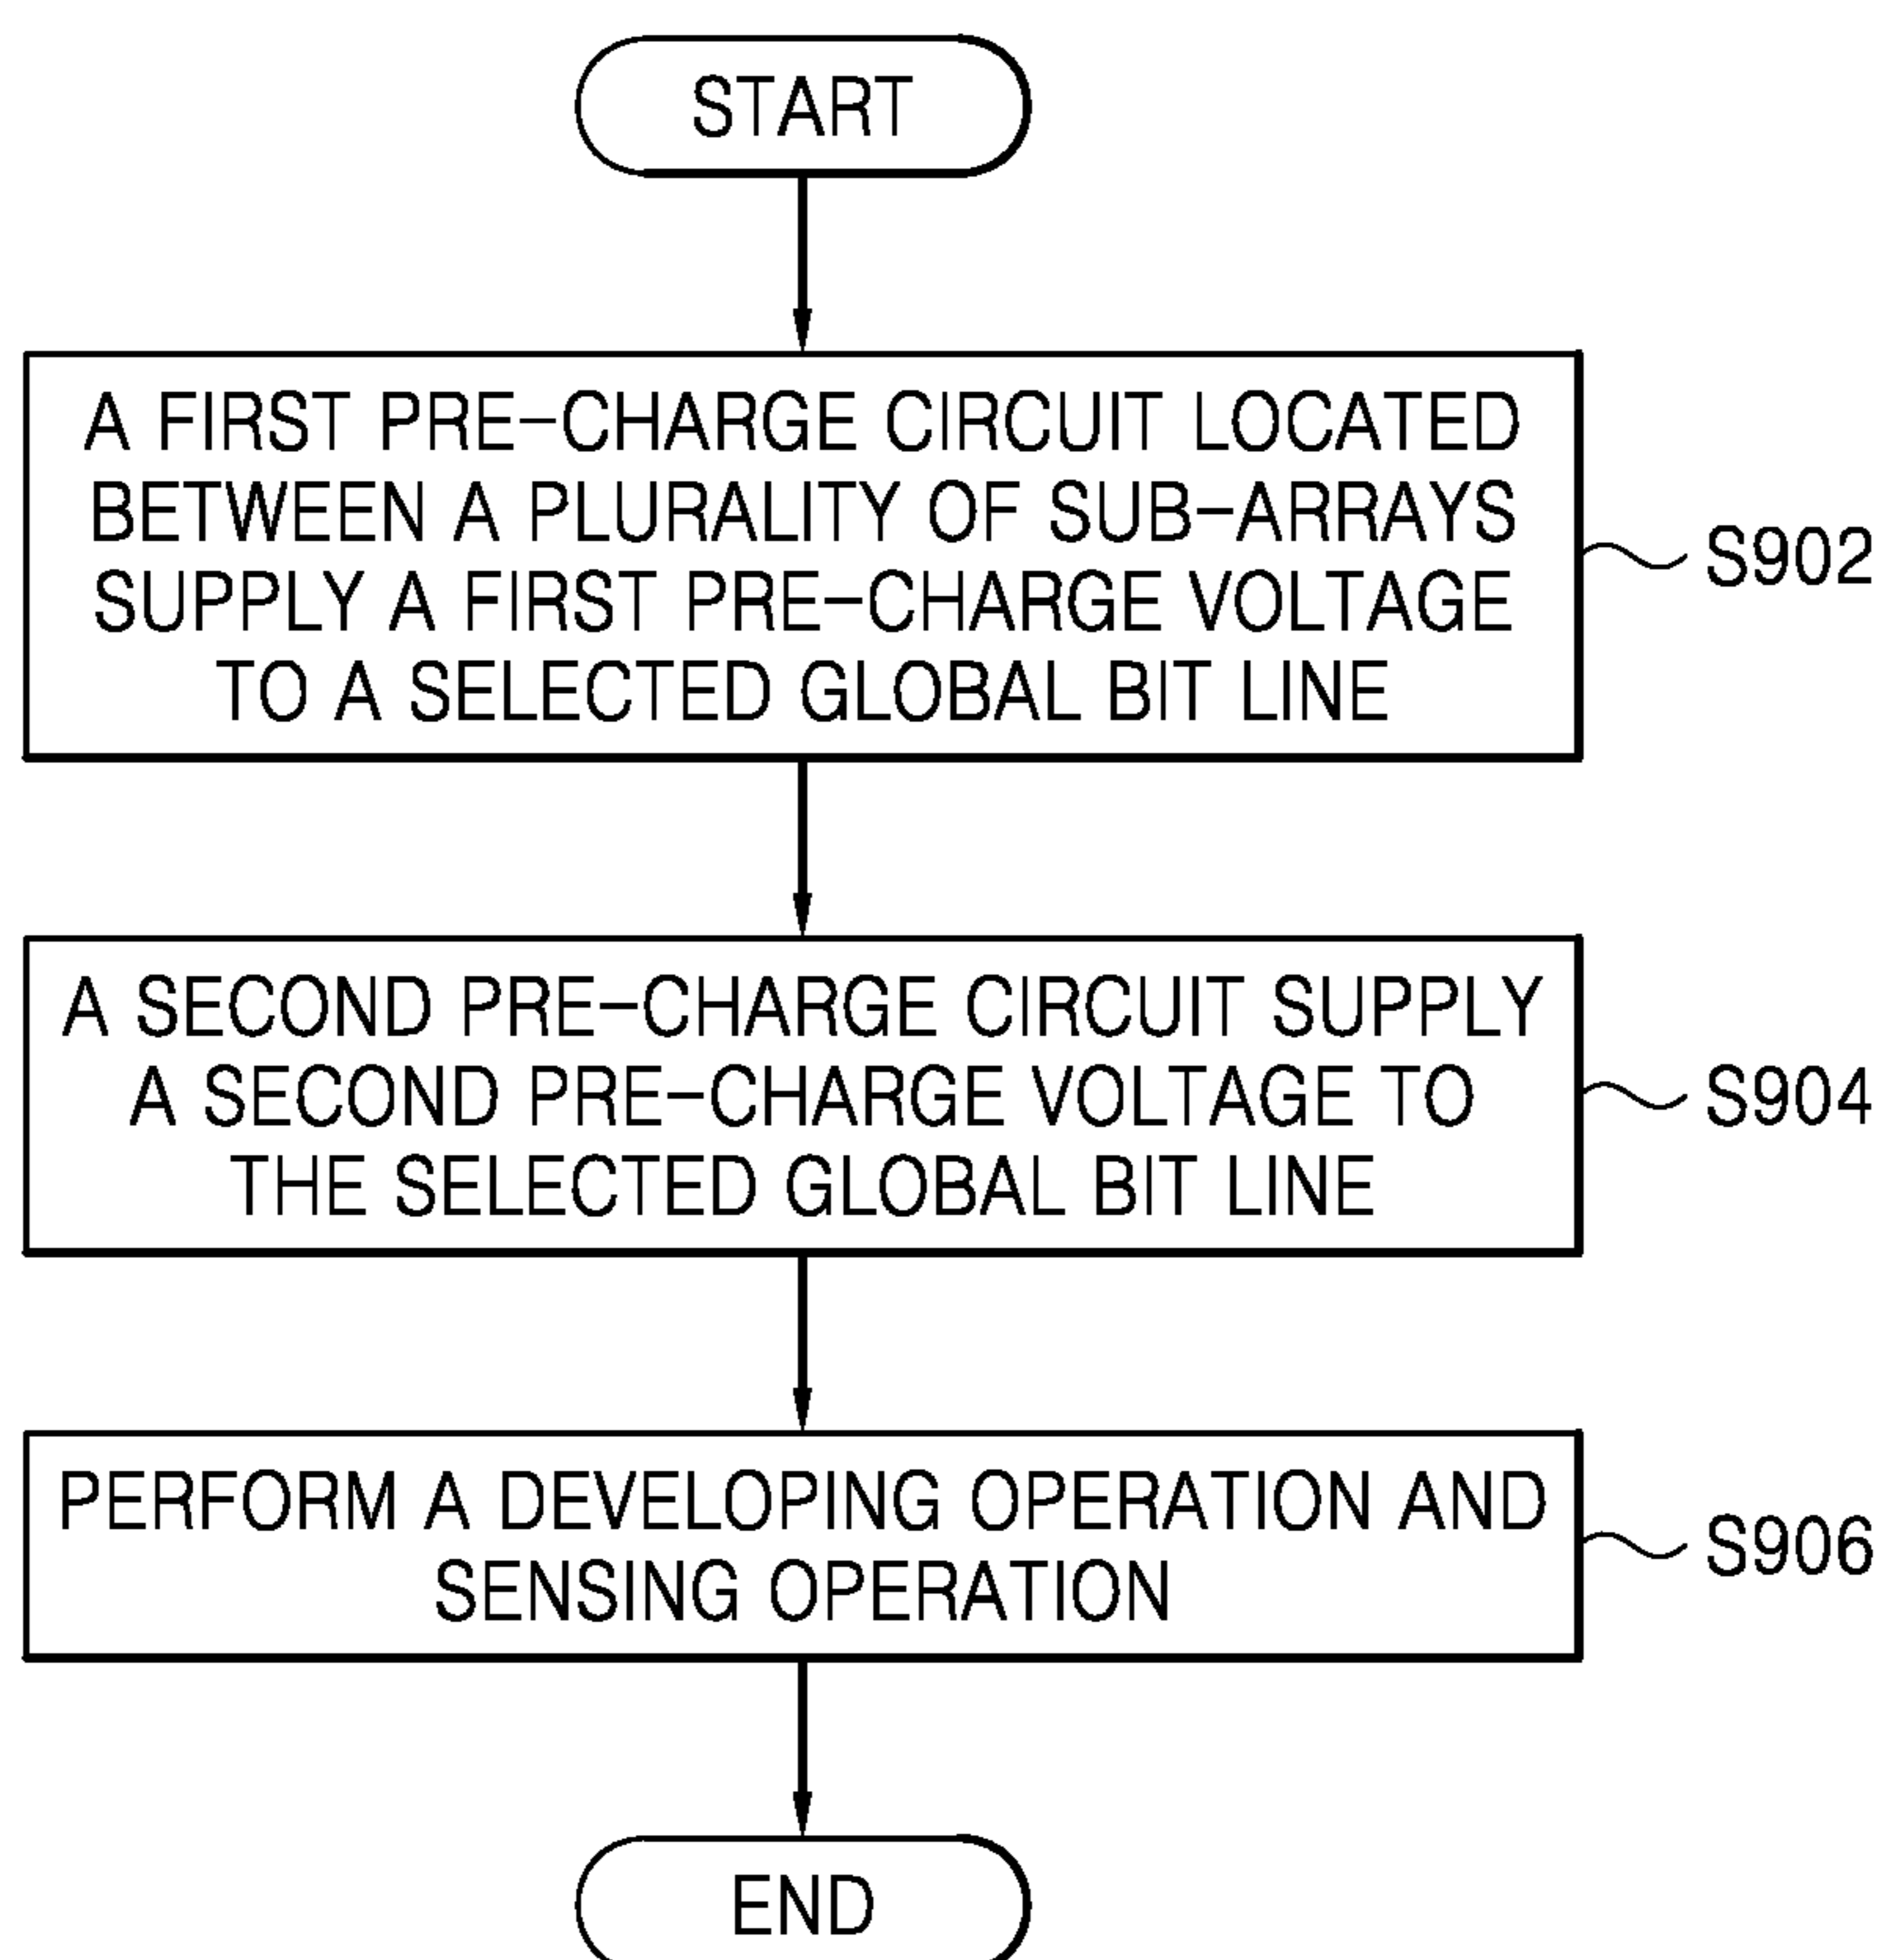 START
A FIRST PRE-CHARGE CIRCUIT LOCATED
BETWEEN A PLURALITY OF SUB-ARRAYS
SUPPLY A FIRST PRE-CHARGE VOLTAGE
TO A SELECTED GLOBAL BIT LINE
S902
A SECOND PRE-CHARGE CIRCUIT SUPPLY
A SECOND PRE-CHARGE VOLTAGE TO
THE SELECTED GLOBAL BIT LINE
S904
PERFORM A DEVELOPING OPERATION AND
SENSING OPERATION
S906
END